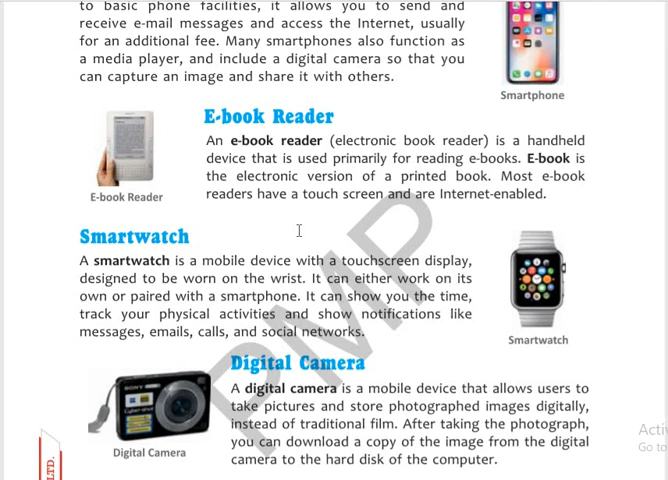 to basic phone facilities, it allows you to send and
receive e-mail messages and access the Internet, usually
for an additional fee. Many smartphones also function as
a media player, and include a digital camera so that you
can capture an image and share it with others.
Smartphone
E-book Reader
An e-book reader (electronic book reader) is a handheld
device that is used primarily for reading e-books. E-book is
the electronic version of a printed book. Most e-book
readers have a touch screen and are Internet-enabled.
E-book Reader
Smartwatch
A smartwatch is a mobile device with a touchscreen display,
designed to be worn on the wrist. It can either work on its
own or paired with a smartphone. It can show you the time,
track your physical activities and show notifications like
messages, emails, calls, and social networks.
Smartwatch
PMP
Digital Camera
A digital camera is a mobile device that allows users to
take pictures and store photographed images digitally,
instead of traditional film. After taking the photograph,
you can download a copy of the image from the digital
camera to the hard disk of the computer.
SONY
Digital Camera
LTD.
Go to